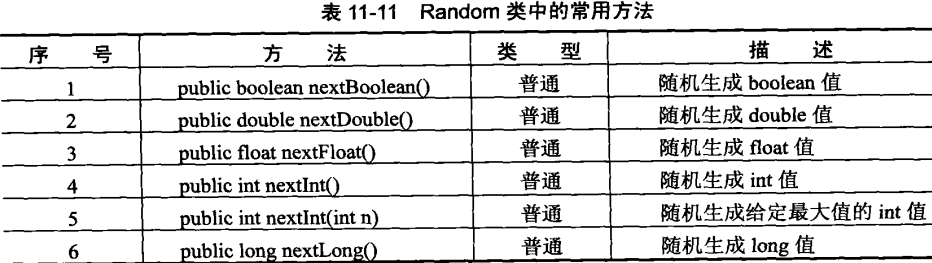 表 11-11 Random 类中的常用方法
序 号 方 法 类 型 描 述
1 public boolean nextBoolean() 普通 随机生成 boolean 值
2 public double nextDouble() 普通 随机生成 double 值
3 public float nextFloat() 普通 随机生成 float 值
4 public int nextInt() 普通 随机生成 int 值
5 public int nextInt(int n) 普通 随机生成给定最大值的 int 值
6 public long nextLong() 普通 随机生成 long 值